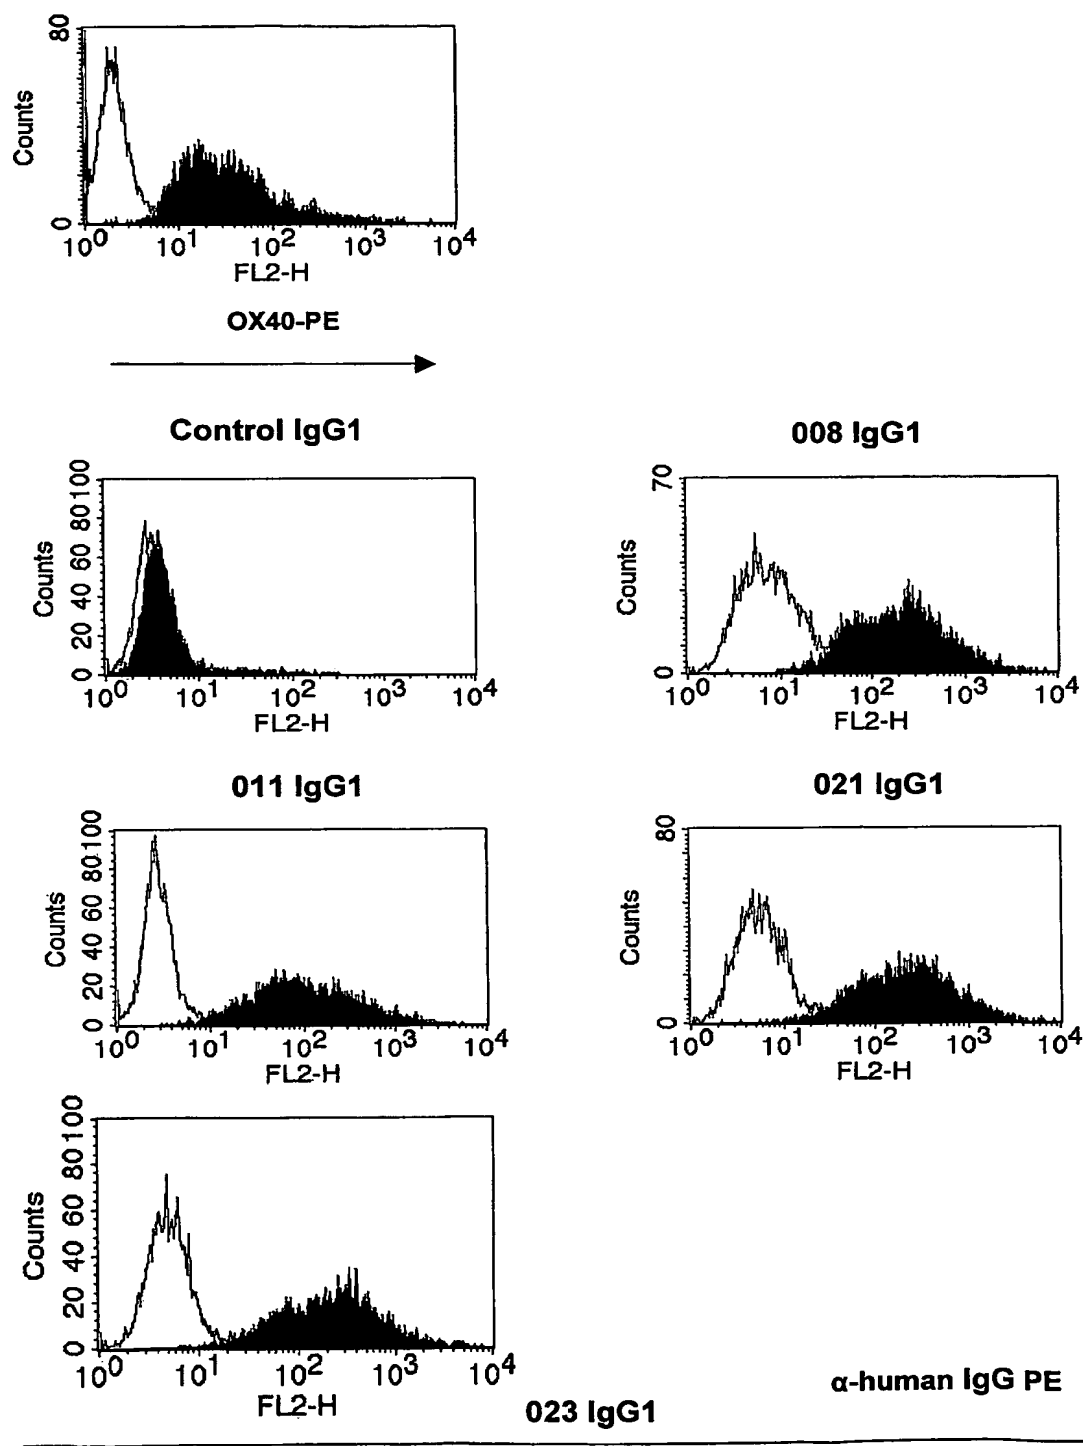 80
Counts
0
10^0 10^1 10^2 10^3 10^4
FL2-H
OX40-PE
Control IgG1
100
80
60
40
20
0
Counts
10^0 10^1 10^2 10^3 10^4
FL2-H
008 IgG1
70
Counts
0
10^0 10^1 10^2 10^3 10^4
FL2-H
011 IgG1
100
80
60
40
20
0
Counts
10^0 10^1 10^2 10^3 10^4
FL2-H
021 IgG1
80
Counts
0
10^0 10^1 10^2 10^3 10^4
FL2-H
100
80
60
40
20
0
Counts
10^0 10^1 10^2 10^3 10^4
FL2-H
023 IgG1
α-human IgG PE